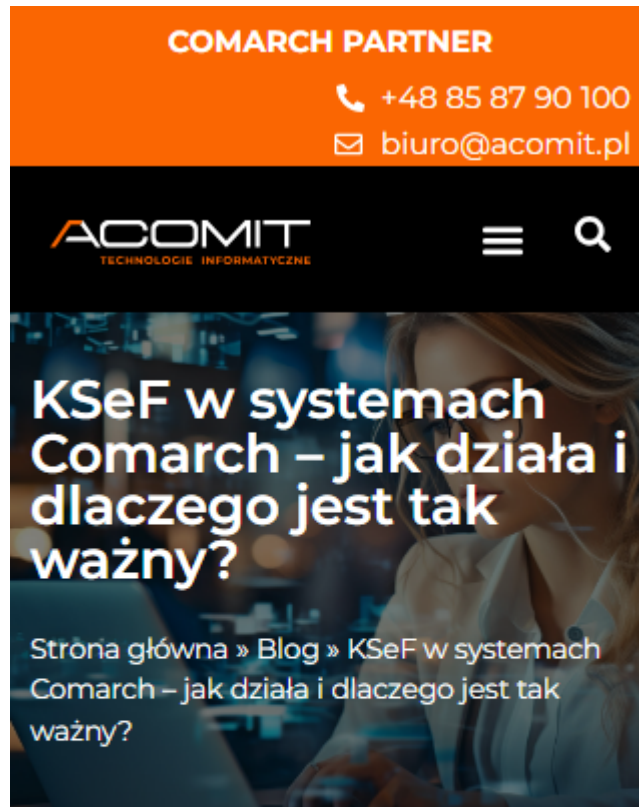 COMARCH PARTNER
+48 85 87 90 100
biuro@acomit.pl
ACOMIT
TECHNOLOGIE INFORMATYCZNE
KSeF w systemach
Comarch – jak działa i
dlaczego jest tak
ważny?
Strona główna » Blog » KSeF w systemach
Comarch – jak działa i dlaczego jest tak
ważny?